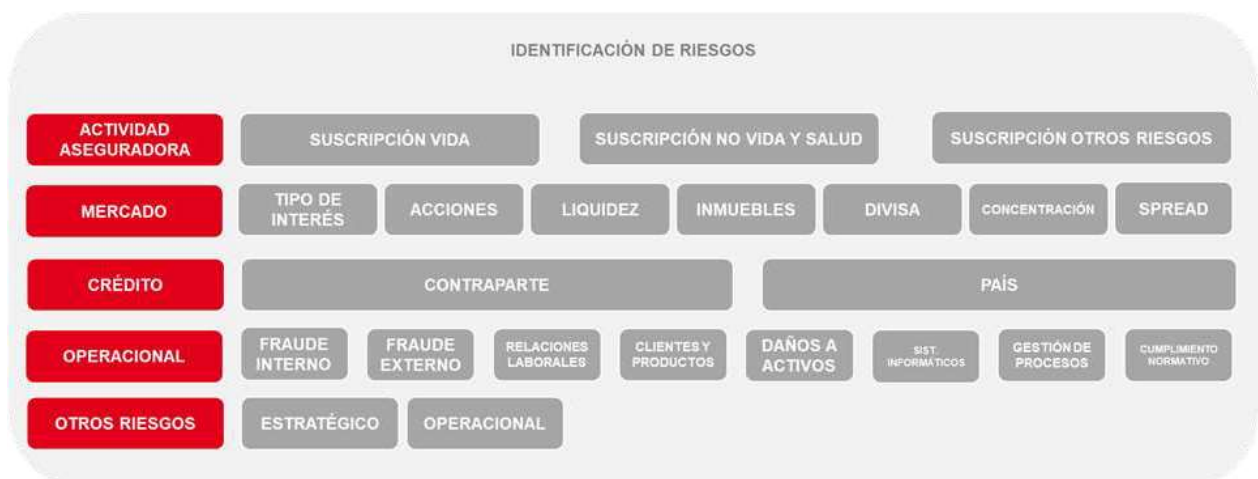 IDENTIFICACIÓN DE RIESGOS
ACTIVIDAD
ASEGURADORA
SUSCRIPCIÓN VIDA
SUSCRIPCIÓN NO VIDA Y SALUD
SUSCRIPCIÓN OTROS RIESGOS
MERCADO
TIPO DE
INTERÉS
ACCIONES
LIQUIDEZ
INMUEBLES
DIVISA
CONCENTRACIÓN
SPREAD
CRÉDITO
CONTRAPARTE
PAÍS
OPERACIONAL
FRAUDE
INTERNO
FRAUDE
EXTERNO
RELACIONES
LABORALES
CLIENTES Y
PRODUCTOS
DAÑOS A
ACTIVOS
SIST.
INFORMÁTICOS
GESTIÓN DE
PROCESOS
CUMPLIMIENTO
NORMATIVO
OTROS RIESGOS
ESTRATÉGICO
OPERACIONAL